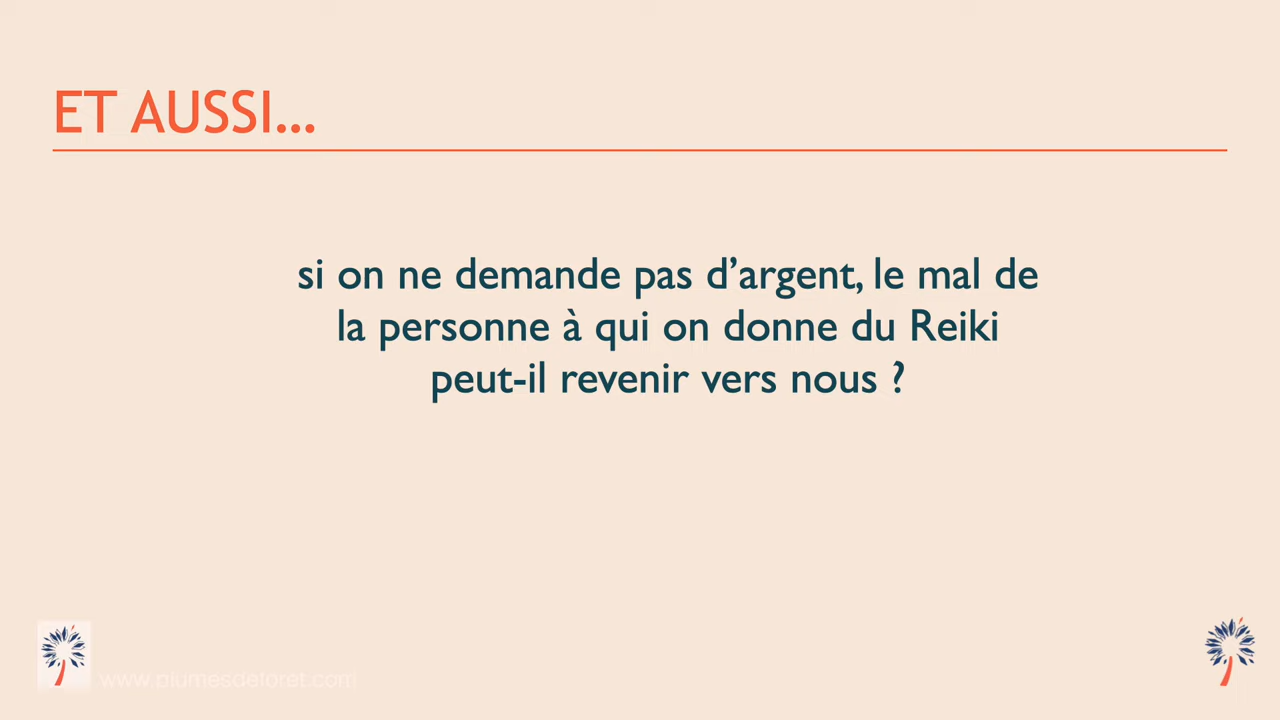 ET AUSSI...
si on ne demande pas d’argent, le mal de
la personne à qui on donne du Reiki
peut-il revenir vers nous ?
www.plumesdeforet.com